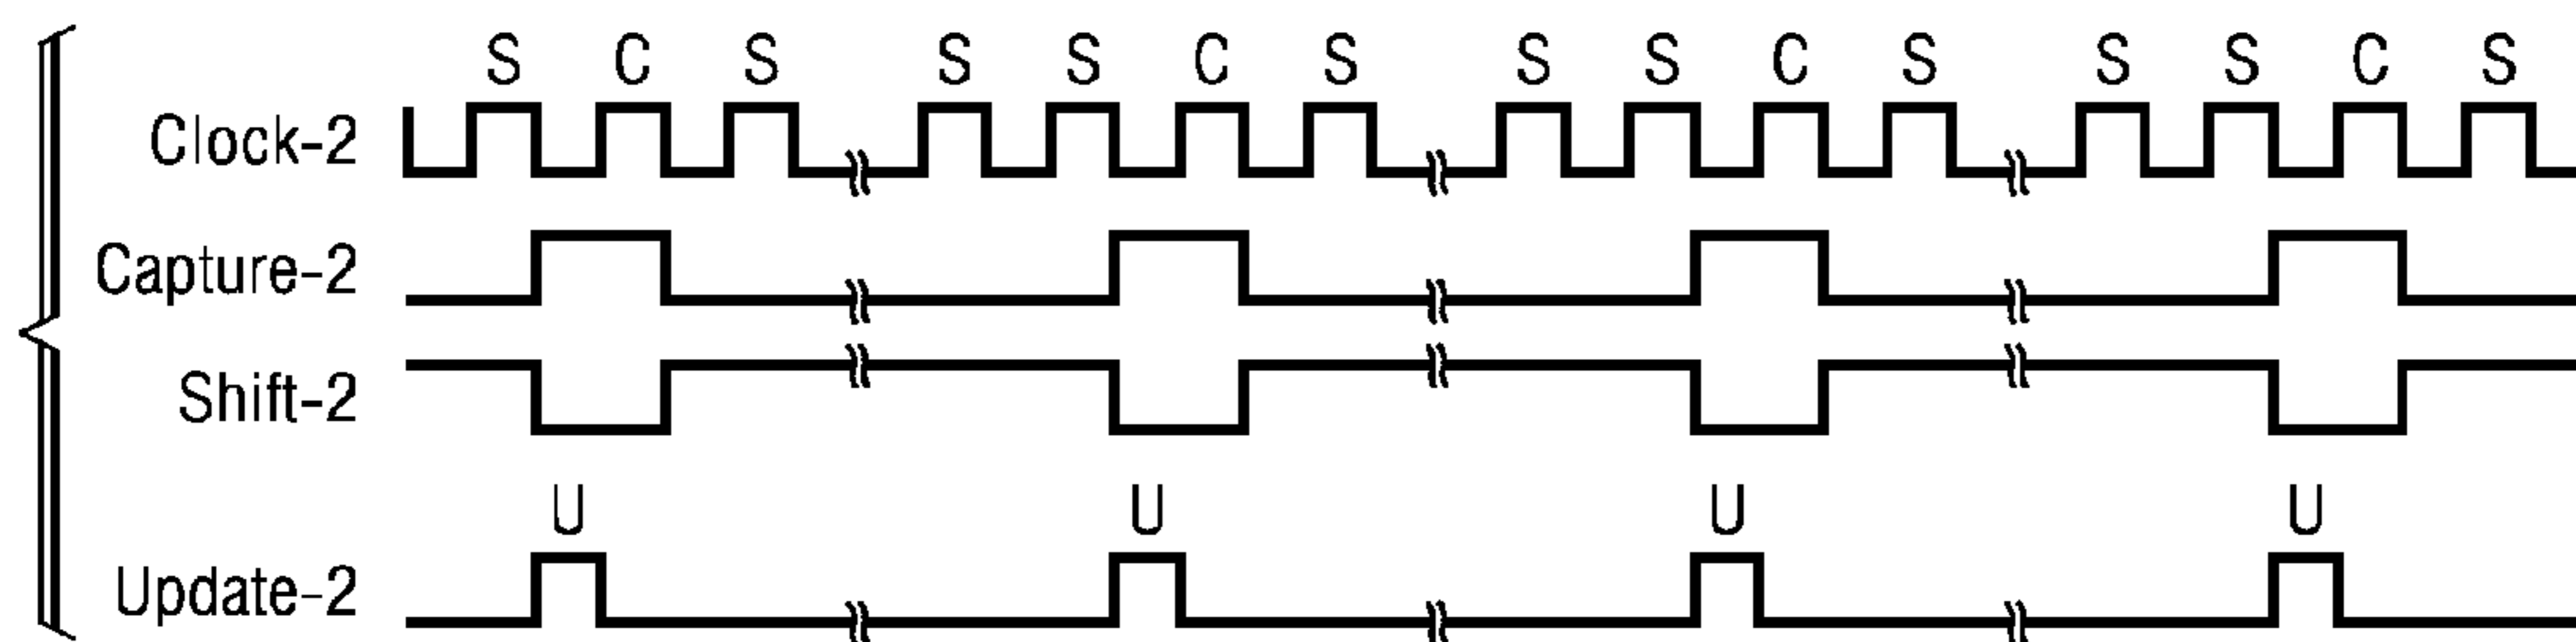 S C S S S C S S S C S S S C S
Clock-2
Capture-2
Shift-2
U U U U
Update-2